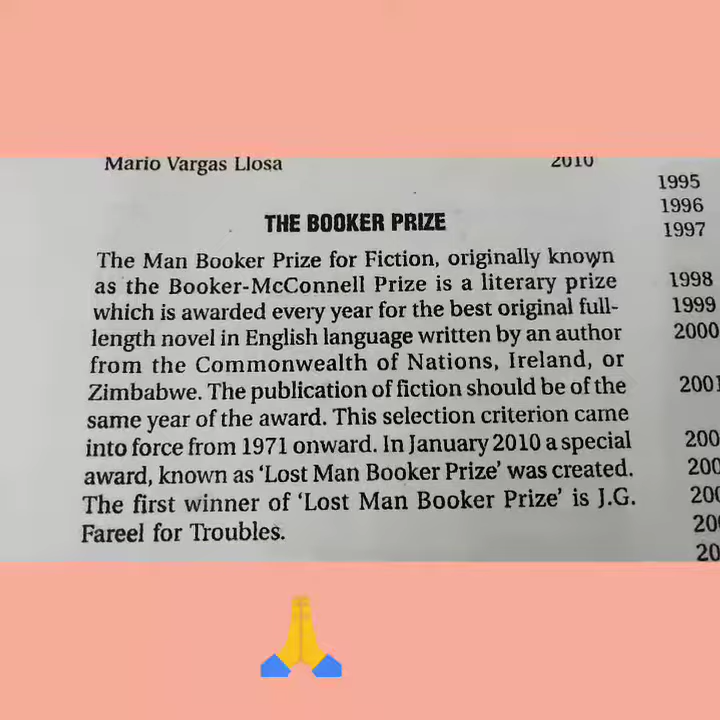 Mario Vargas Llosa 2010
THE BOOKER PRIZE
The Man Booker Prize for Fiction, originally known
as the Booker-McConnell Prize is a literary prize
which is awarded every year for the best original full-
length novel in English language written by an author
from the Commonwealth of Nations, Ireland, or
Zimbabwe. The publication of fiction should be of the
same year of the award. This selection criterion came
into force from 1971 onward. In January 2010 a special
award, known as ‘Lost Man Booker Prize’ was created.
The first winner of ‘Lost Man Booker Prize’ is J.G.
Fareel for Troubles.
1995
1996
1997
1998
1999
2000
2001